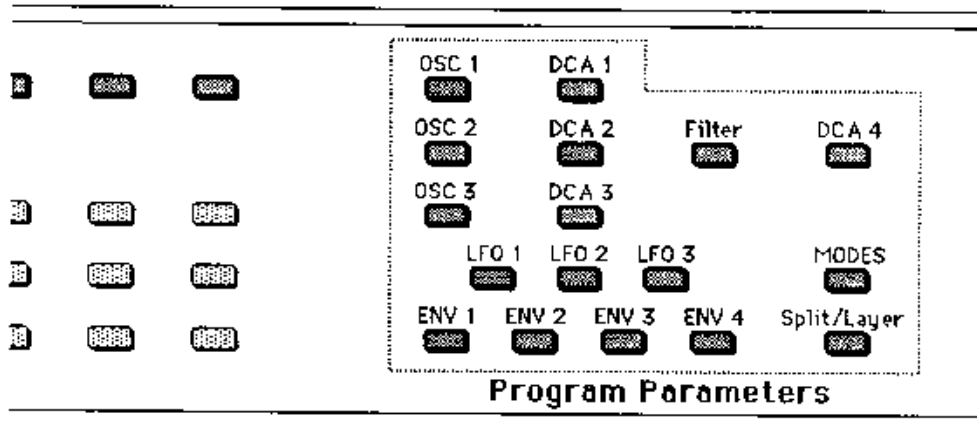 OSC 1 DCA 1
OSC 2 DCA 2 Filter DCA 4
OSC 3 DCA 3
LFO 1 LFO 2 LFO 3 MODES
ENV 1 ENV 2 ENV 3 ENV 4 Split/Layer
Program Parameters